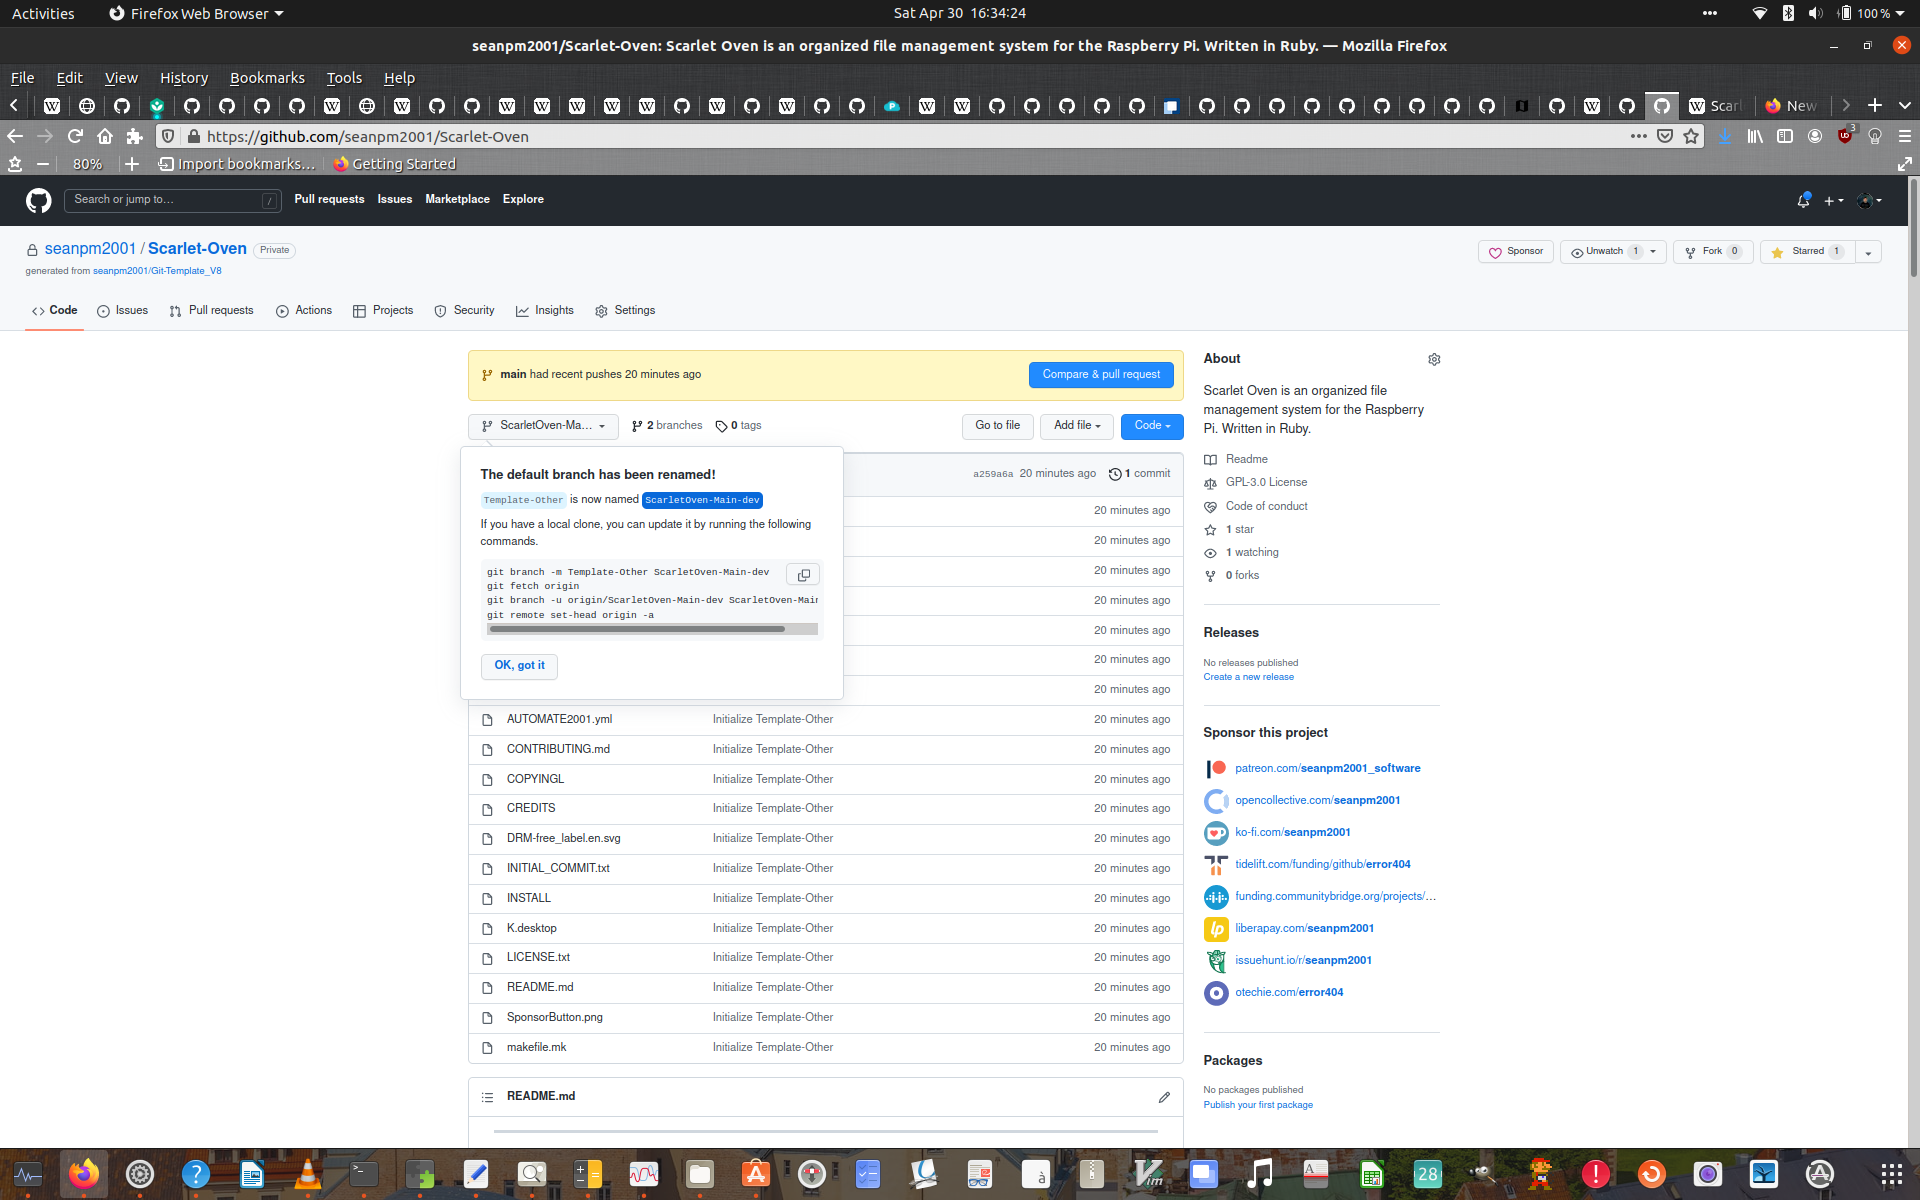 Activities
Firefox Web Browser
Sat Apr 30 16:34:24
100 %
seanpm2001/Scarlet-Oven: Scarlet Oven is an organized file management system for the Raspberry Pi. Written in Ruby. — Mozilla Firefox
File Edit View History Bookmarks Tools Help
Scarl
New
https://github.com/seanpm2001/Scarlet-Oven
3
80%
Import bookmarks…
Getting Started
Search or jump to…
/
Pull requests
Issues
Marketplace
Explore
seanpm2001 / Scarlet-Oven
Private
Sponsor
Unwatch 1
Fork 0
Starred 1
generated from seanpm2001/Git-Template_V8
Code
Issues
Pull requests
Actions
Projects
Security
Insights
Settings
main had recent pushes 20 minutes ago
Compare & pull request
ScarletOven-Ma…
2 branches
0 tags
Go to file
Add file
Code
The default branch has been renamed!
Template-Other is now named ScarletOven-Main-dev
If you have a local clone, you can update it by running the following
commands.
git branch -m Template-Other ScarletOven-Main-dev
git fetch origin
git branch -u origin/ScarletOven-Main-dev ScarletOven-Main
git remote set-head origin -a
OK, got it
a259a6a 20 minutes ago 1 commit
20 minutes ago
20 minutes ago
20 minutes ago
20 minutes ago
20 minutes ago
20 minutes ago
20 minutes ago
AUTOMATE2001.yml Initialize Template-Other 20 minutes ago
CONTRIBUTING.md Initialize Template-Other 20 minutes ago
COPYINGL Initialize Template-Other 20 minutes ago
CREDITS Initialize Template-Other 20 minutes ago
DRM-free_label.en.svg Initialize Template-Other 20 minutes ago
INITIAL_COMMIT.txt Initialize Template-Other 20 minutes ago
INSTALL Initialize Template-Other 20 minutes ago
K.desktop Initialize Template-Other 20 minutes ago
LICENSE.txt Initialize Template-Other 20 minutes ago
README.md Initialize Template-Other 20 minutes ago
SponsorButton.png Initialize Template-Other 20 minutes ago
makefile.mk Initialize Template-Other 20 minutes ago
README.md
About
Scarlet Oven is an organized file
management system for the Raspberry
Pi. Written in Ruby.
Readme
GPL-3.0 License
Code of conduct
1 star
1 watching
0 forks
Releases
No releases published
Create a new release
Sponsor this project
patreon.com/seanpm2001_software
opencollective.com/seanpm2001
ko-fi.com/seanpm2001
tidelift.com/funding/github/error404
funding.communitybridge.org/projects/…
liberapay.com/seanpm2001
issuehunt.io/r/seanpm2001
otechie.com/error404
Packages
No packages published
Publish your first package
28